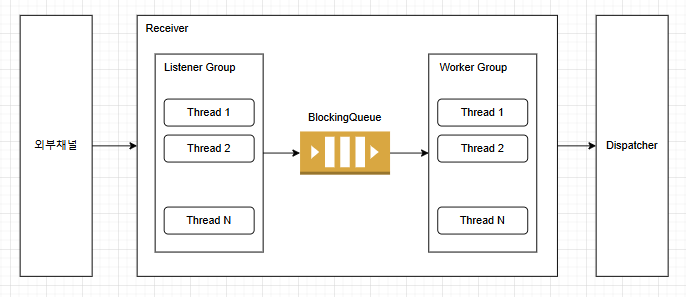 Receiver
외부채널
Listener Group
Thread 1
Thread 2
Thread N
BlockingQueue
Worker Group
Thread 1
Thread 2
Thread N
Dispatcher